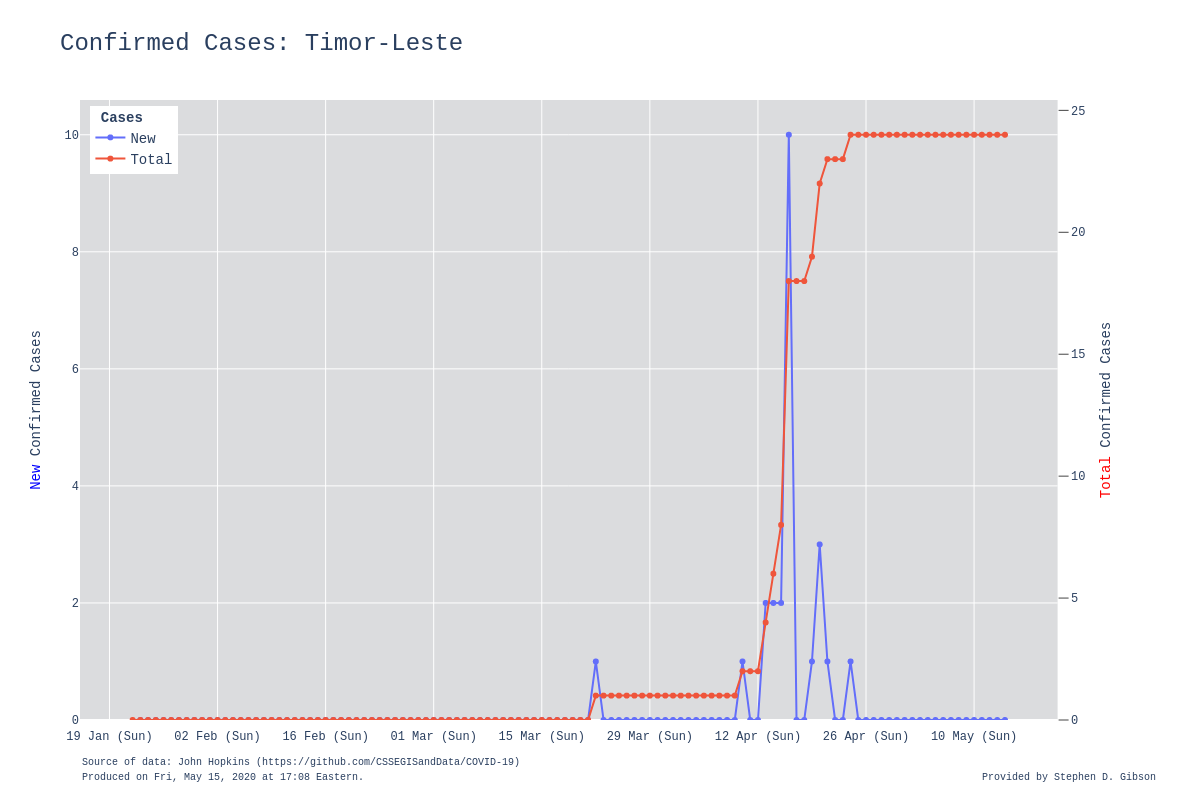 Confirmed Cases: Timor-Leste
Cases
New
Total
10
8
6
4
2
0
25
20
15
10
5
0
New Confirmed Cases
Total Confirmed Cases
19 Jan (Sun) 02 Feb (Sun) 16 Feb (Sun) 01 Mar (Sun) 15 Mar (Sun) 29 Mar (Sun) 12 Apr (Sun) 26 Apr (Sun) 10 May (Sun)
Source of data: John Hopkins (https://github.com/CSSEGISandData/COVID-19)
Produced on Fri, May 15, 2020 at 17:08 Eastern.
Provided by Stephen D. Gibson